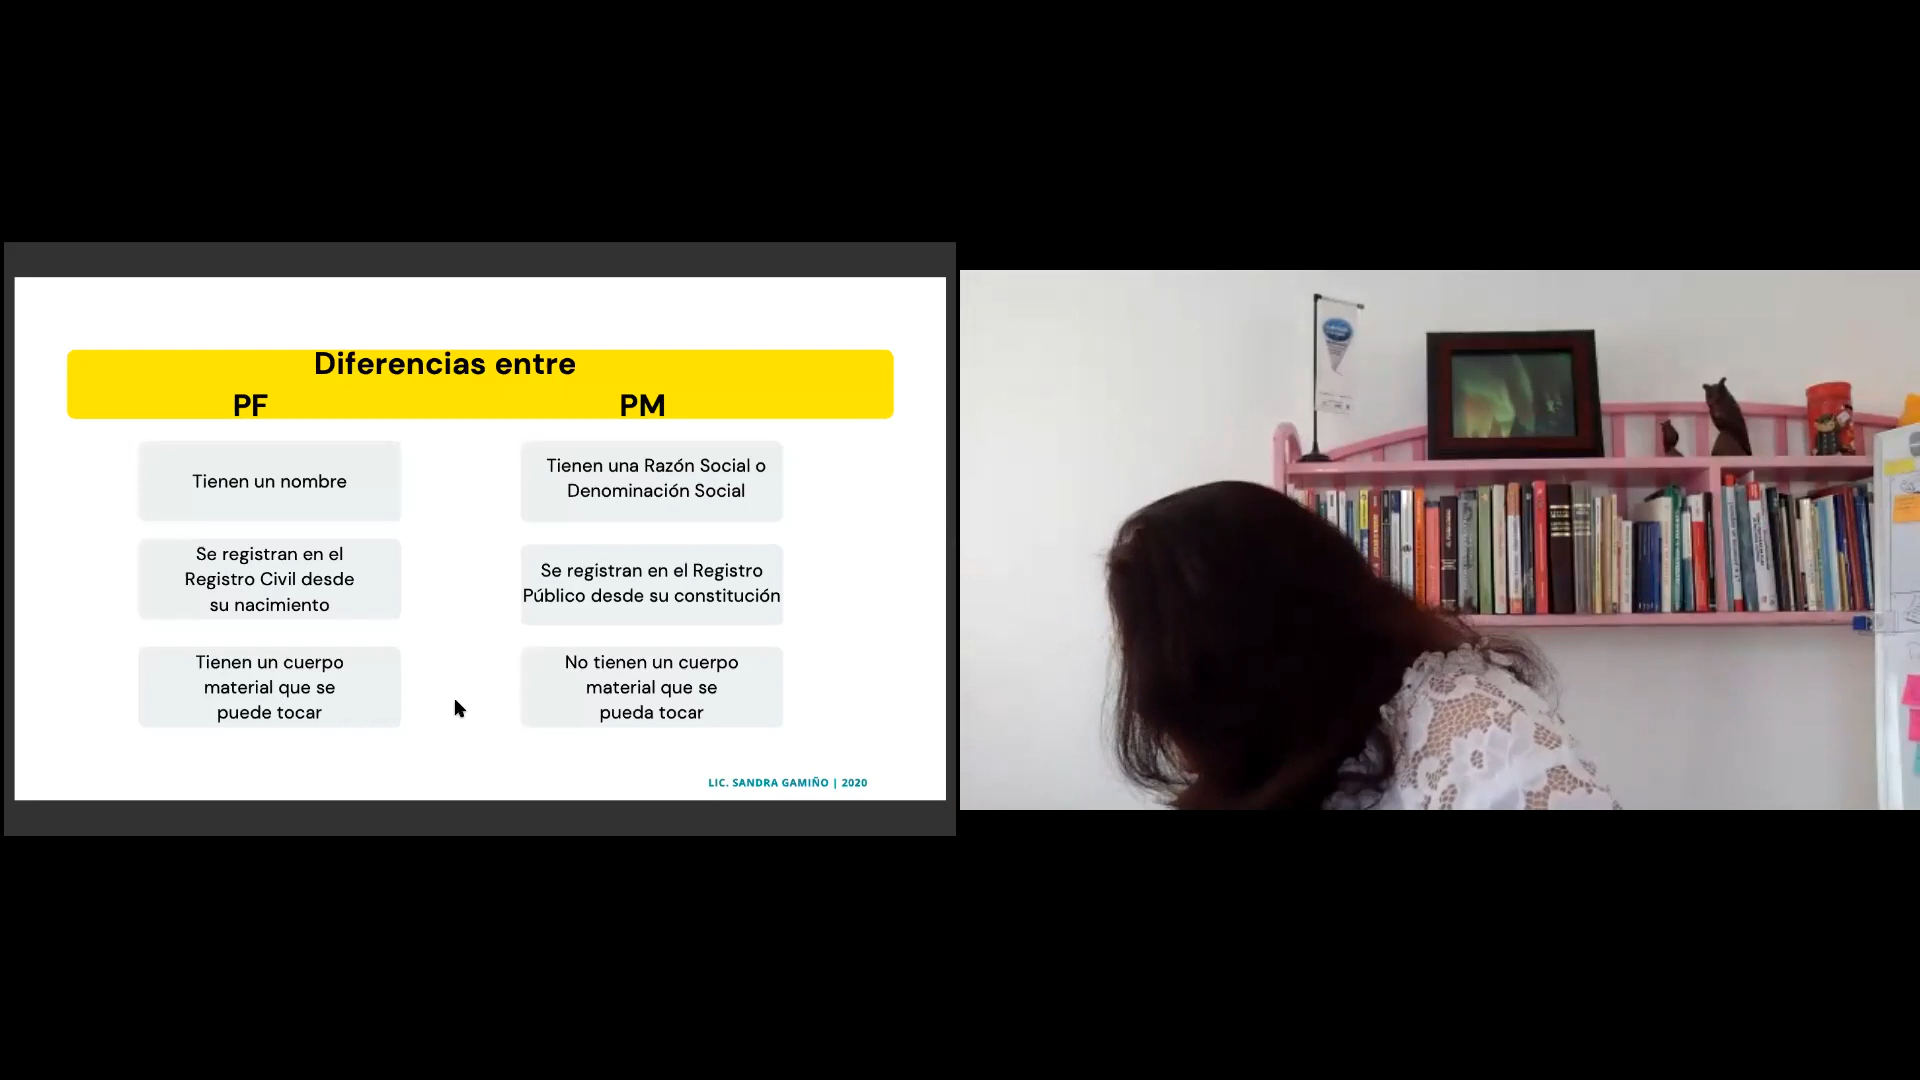 Diferencias entre
PF PM
Tienen un nombre
Tienen una Razón Social o
Denominación Social
Se registran en el
Registro Civil desde
su nacimiento
Se registran en el Registro
Público desde su constitución
Tienen un cuerpo
material que se
puede tocar
No tienen un cuerpo
material que se
pueda tocar
LIC. SANDRA GAMIÑO | 2020